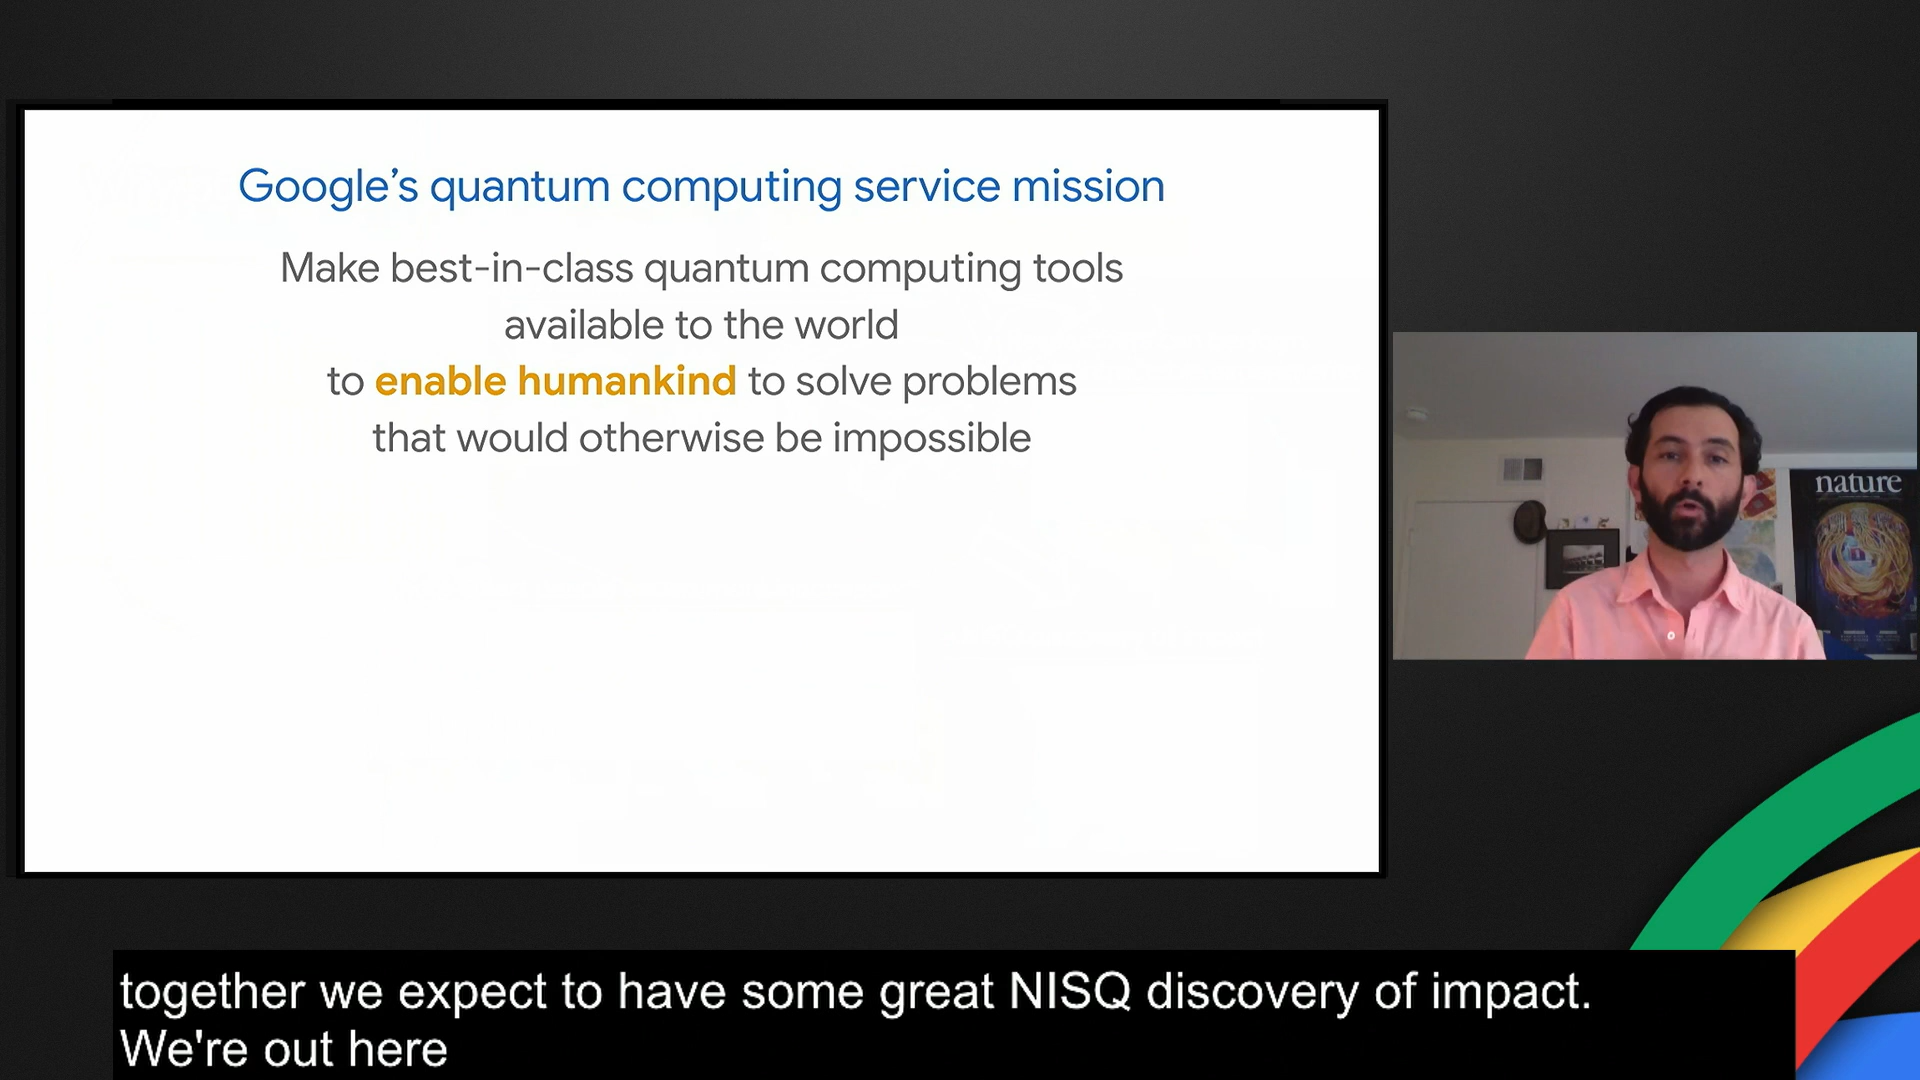 Google’s quantum computing service mission
Make best-in-class quantum computing tools
available to the world
to enable humankind to solve problems
that would otherwise be impossible
nature
together we expect to have some great NISQ discovery of impact.
We're out here